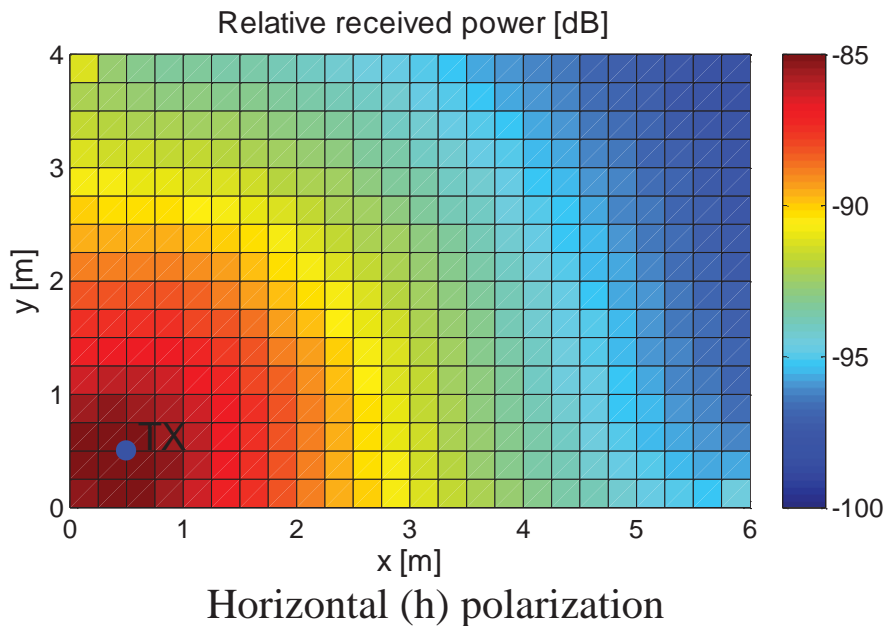 Relative received power [dB]
4
3
2
1
0
y [m]
TX
0 1 2 3 4 5 6
x [m]
-85
-90
-95
-100
Horizontal (h) polarization